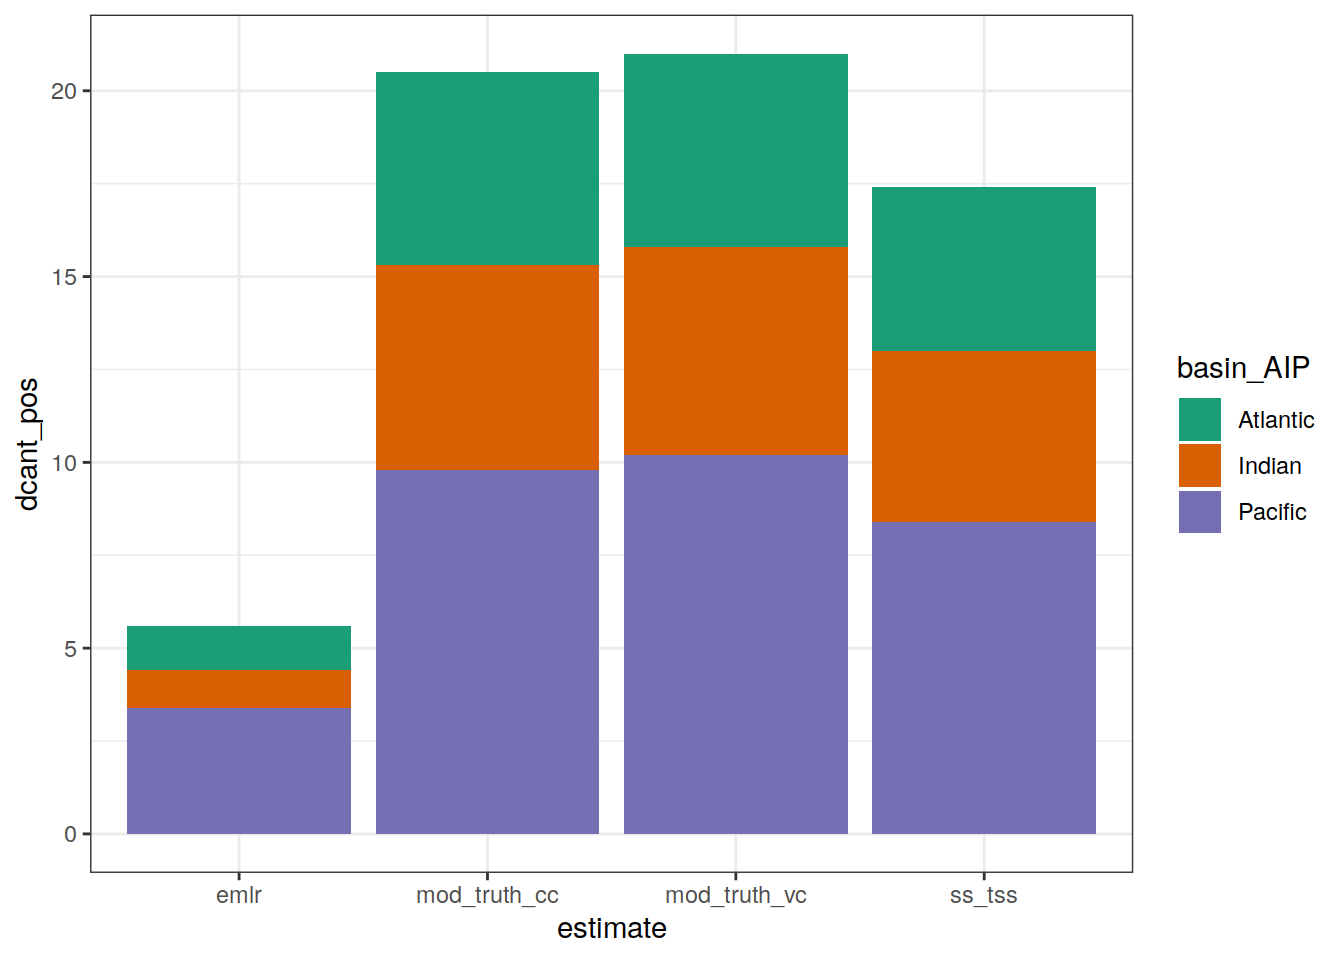 20
15
10
5
0
dcant_pos
emlr
mod_truth_cc
mod_truth_vc
ss_tss
estimate
basin_AIP
Atlantic
Indian
Pacific